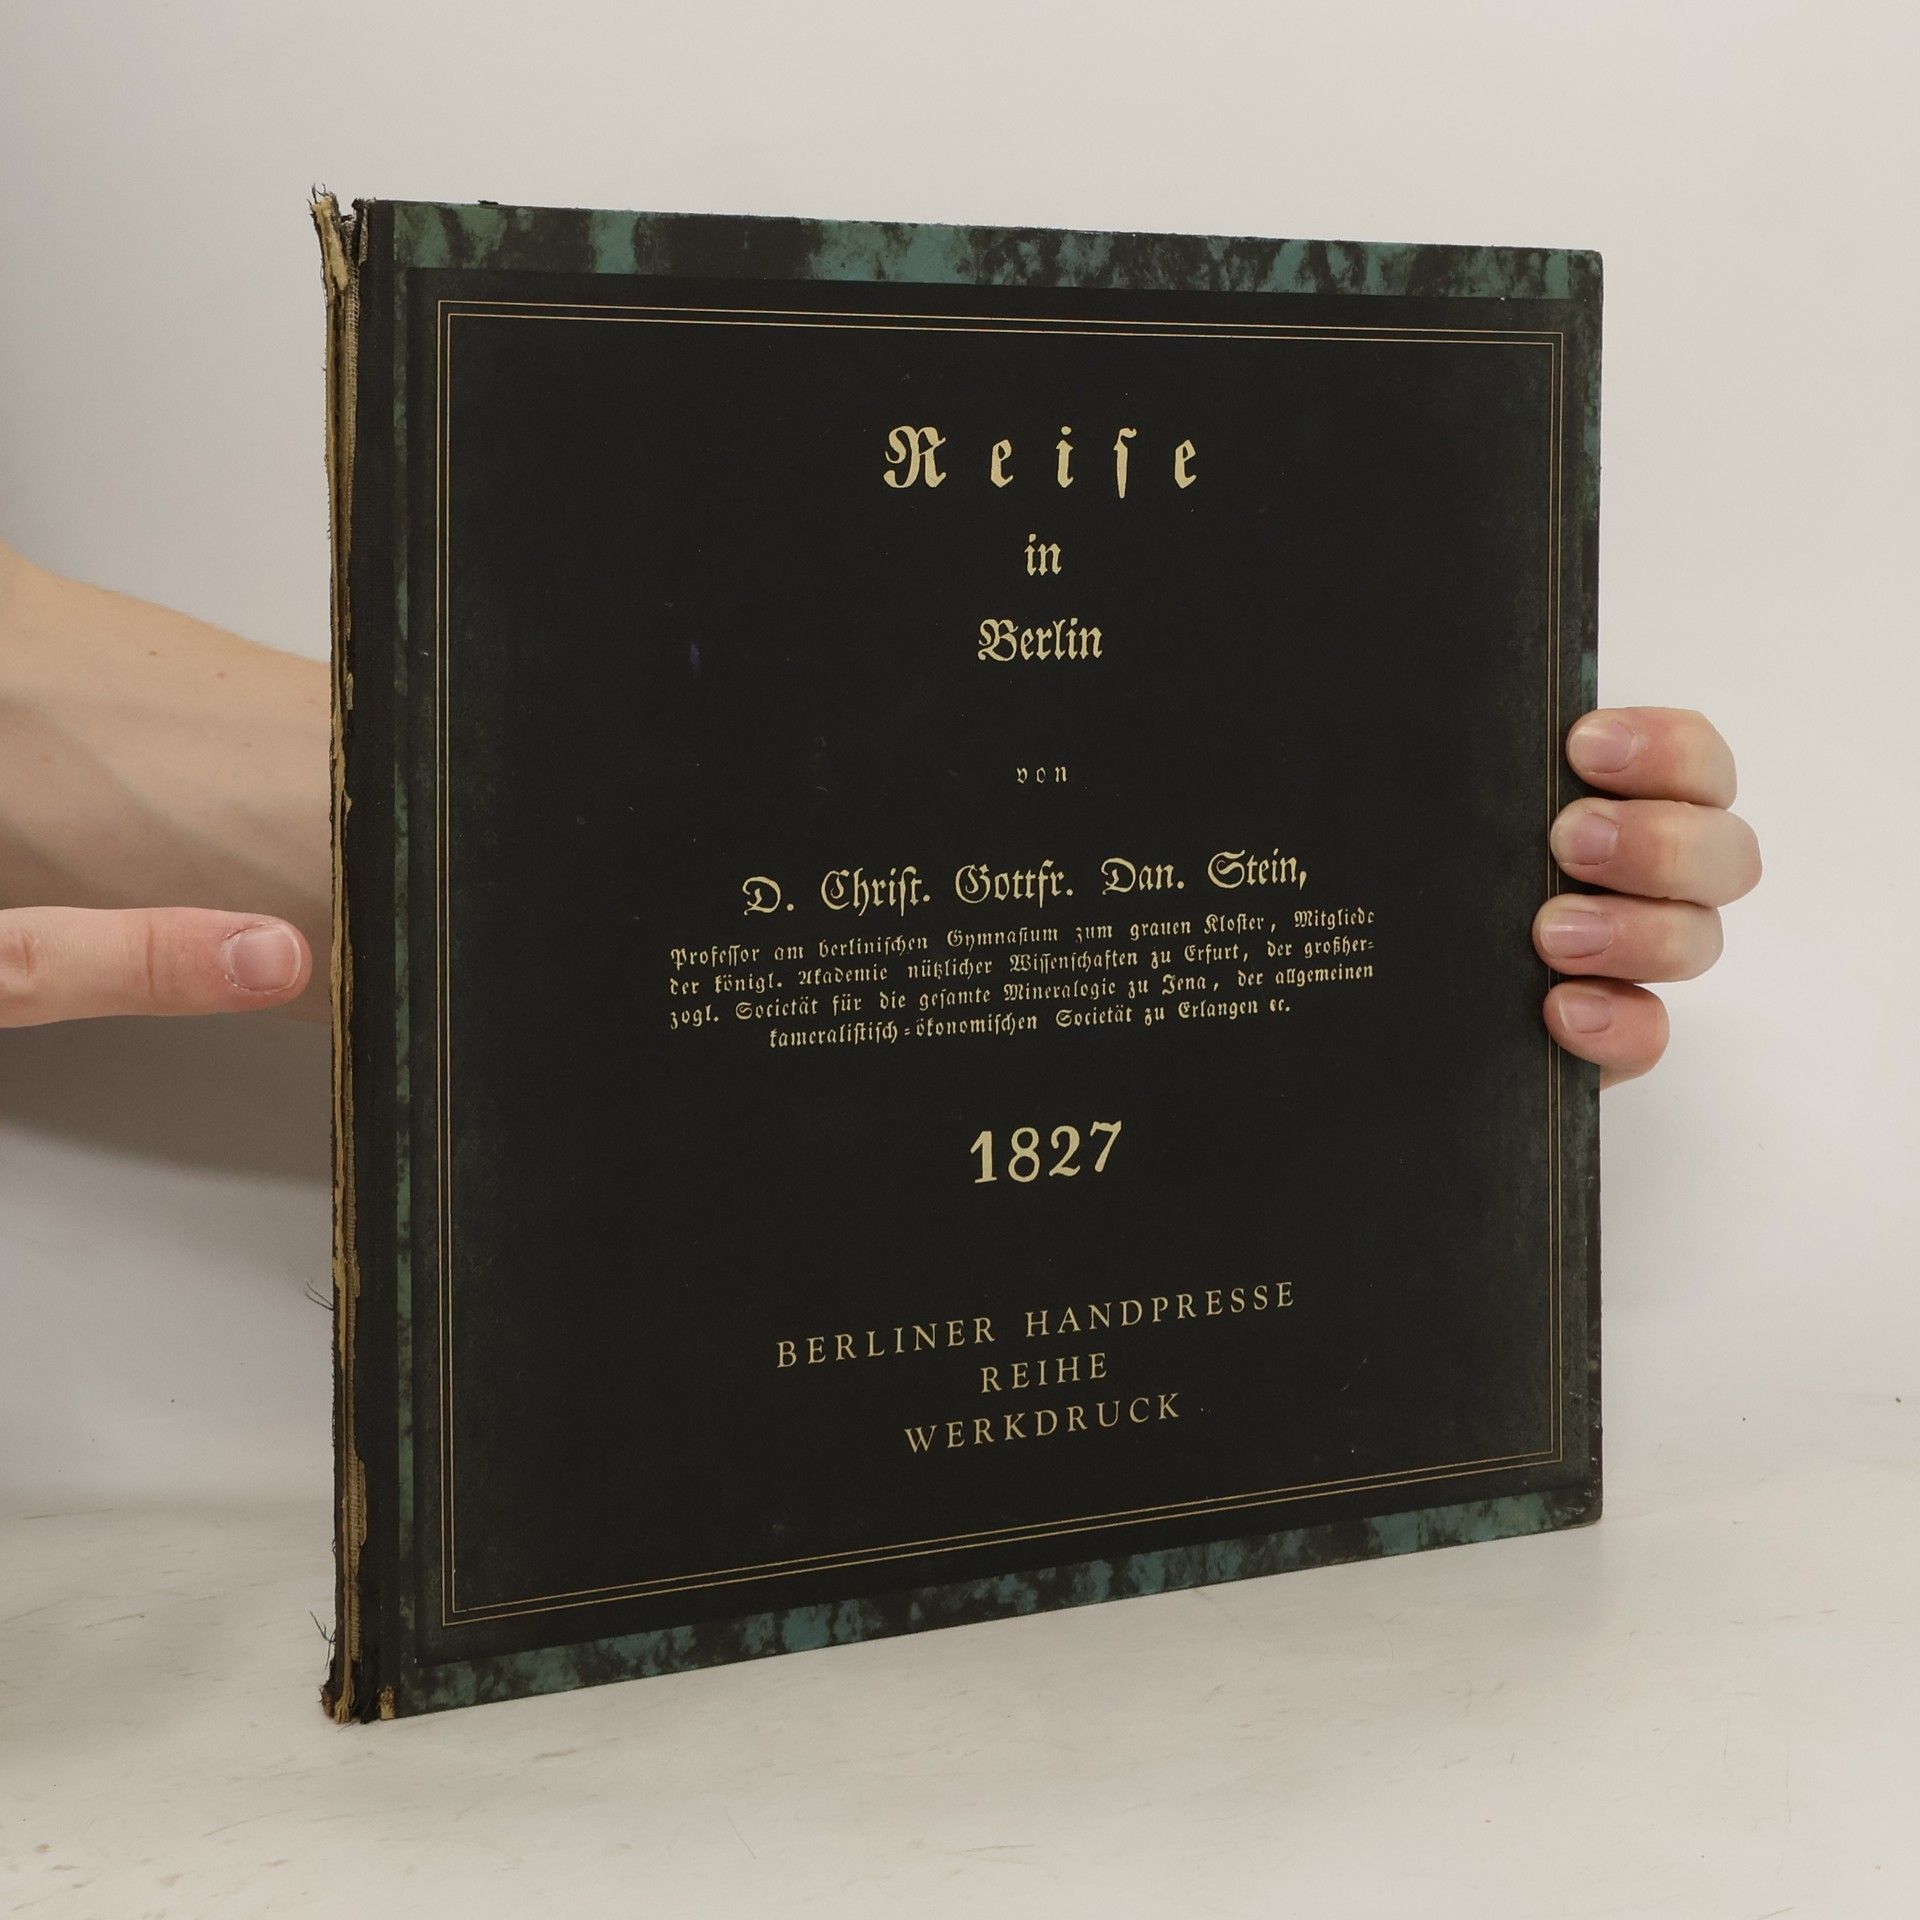 Reiſe
in
Berlin
von
D. Chriſt. Gottfr. Dan. Stein,
Profeſſor am berliniſchen Gymnaſium zum grauen Kloſter, Mitgliede
der königl. Akademie nützlicher Wiſſenſchaften zu Erfurt, der großher-
zogl. Societät für die geſamte Mineralogie zu Jena, der allgemeinen
kameraliſtiſch-ökonomiſchen Societät zu Erlangen ꝛc.
1827
BERLINER HANDPRESSE
REIHE
WERKDRUCK